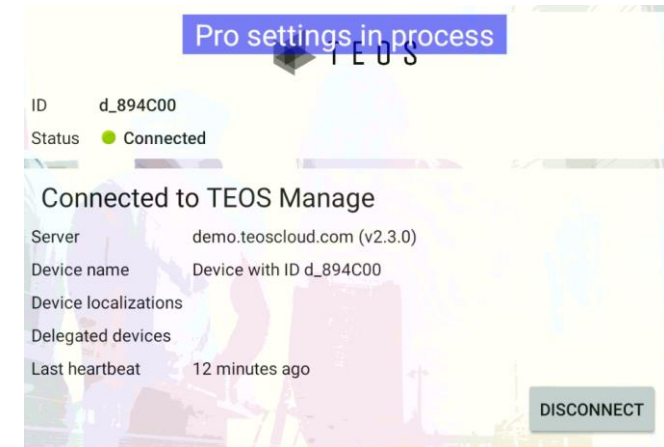 Pro settings in process
TEOS
ID d_894C00
Status Connected
Connected to TEOS Manage
Server demo.teoscloud.com (v2.3.0)
Device name Device with ID d_894C00
Device localizations
Delegated devices
Last heartbeat 12 minutes ago
DISCONNECT